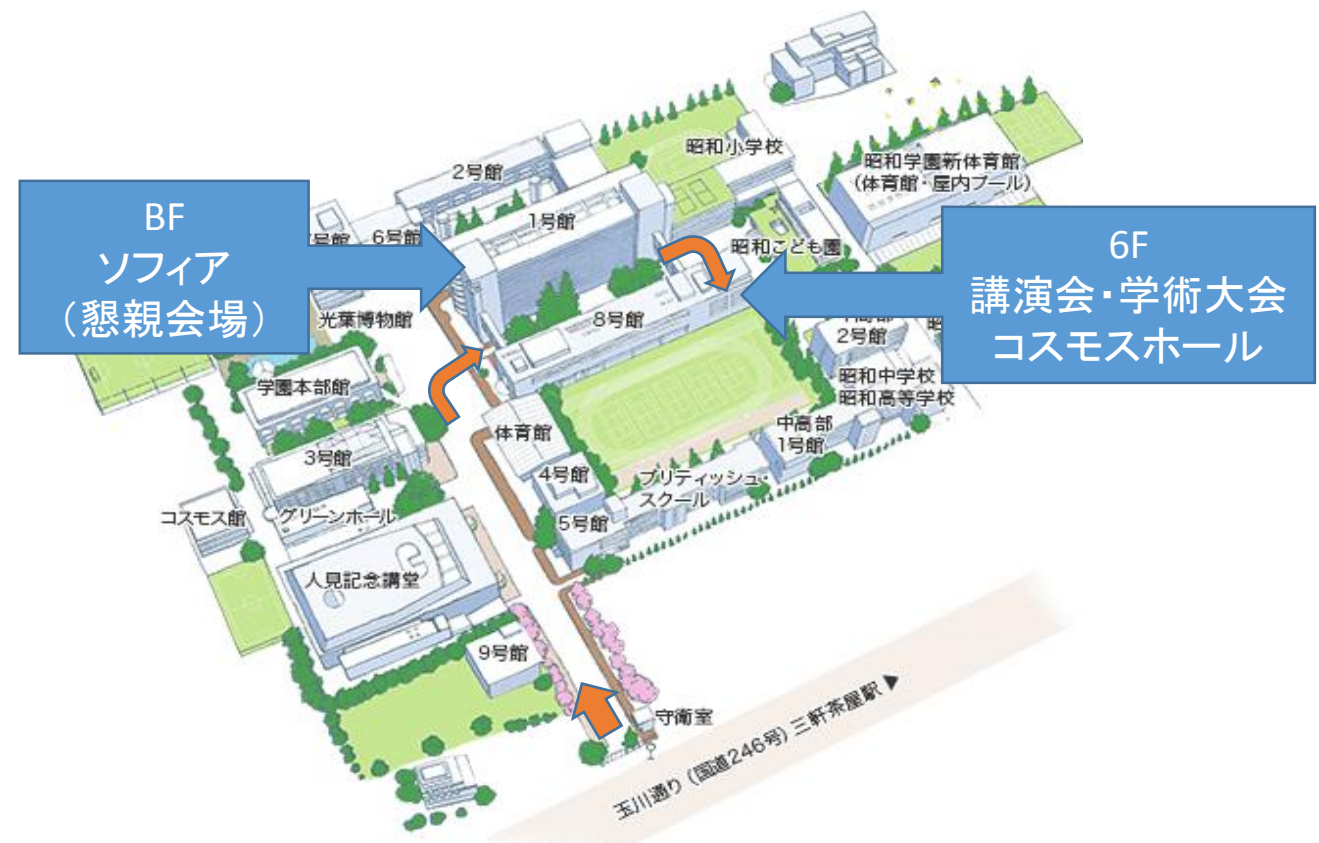 昭和小学校
昭和学園新体育館
(体育館・屋内プール)
2号館
1号館
6号館
BF
ソフィア
（懇親会場）
昭和こども園
6F
講演会・学術大会
コスモスホール
8号館
光葉博物館
2号館
学園本部館
昭和中学校
昭和高等学校
体育館
中高部
1号館
3号館
4号館
ブリティッシュ・
スクール
コスモス館
グリーンホール
5号館
人見記念講堂
9号館
守衛室
玉川通り (国道246号) 三軒茶屋駅 ▶